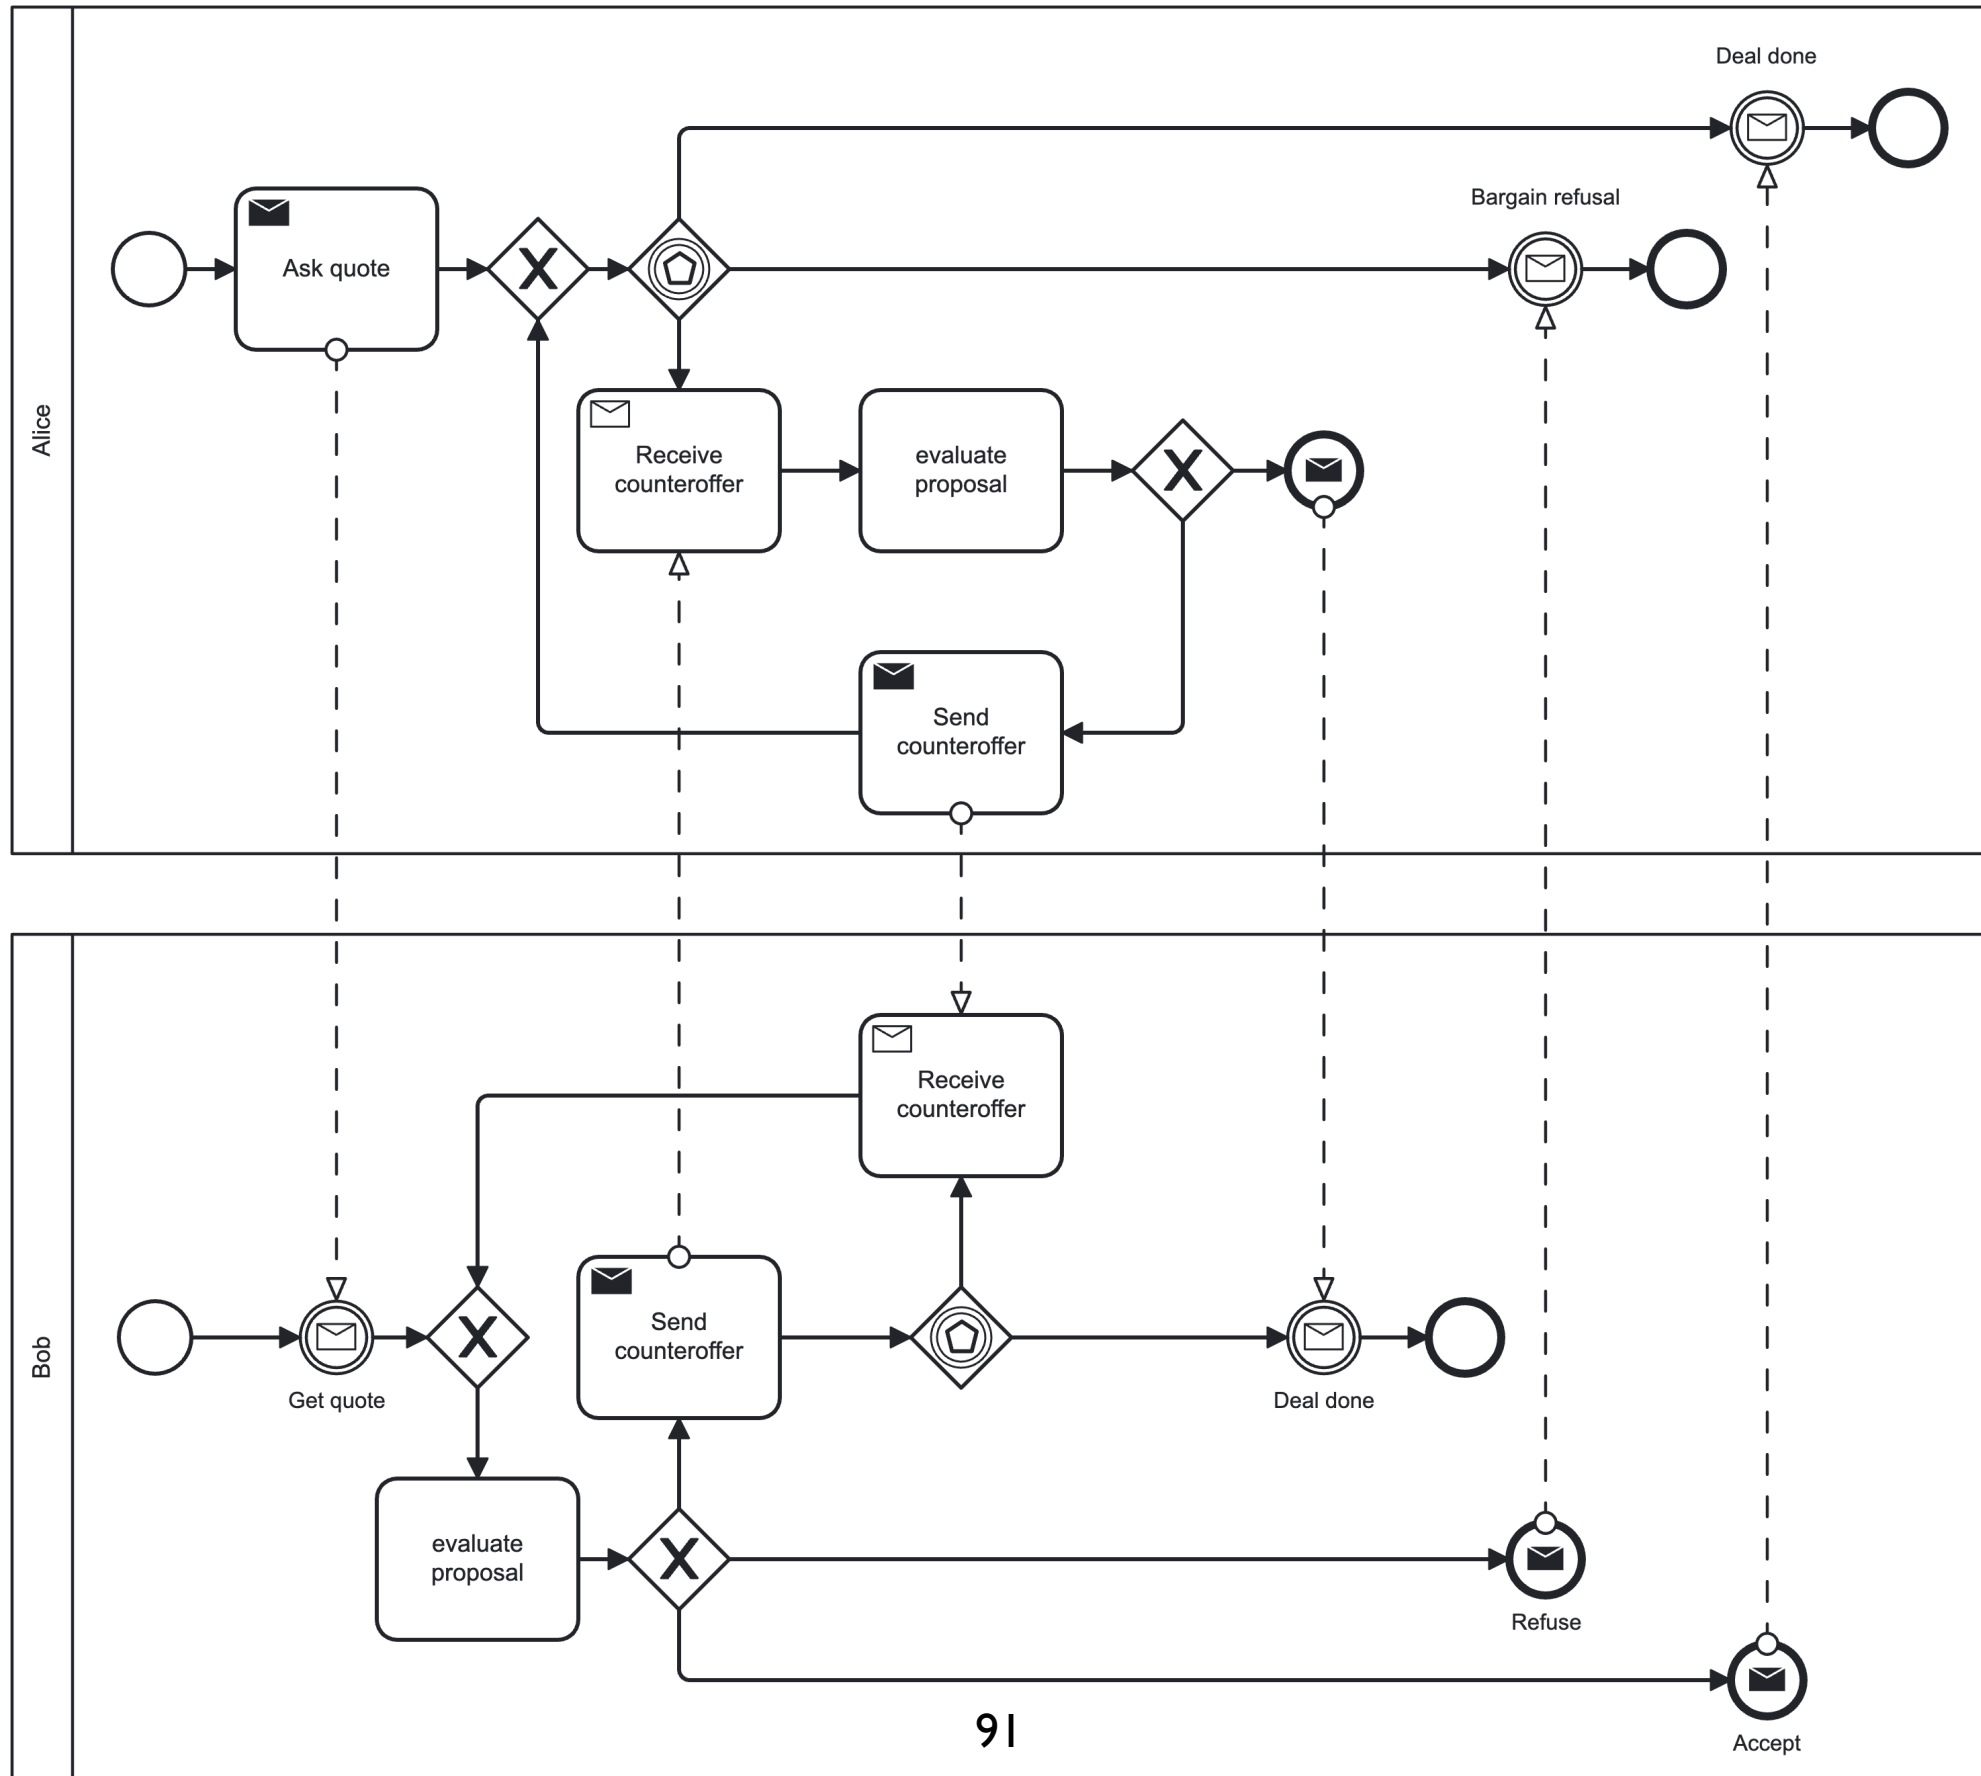 Deal done
Bargain refusal
Ask quote
X
Alice
Receive
counteroffer
evaluate
proposal
X
Send
counteroffer
Receive
counteroffer
Bob
Get quote
X
Send
counteroffer
Deal done
evaluate
proposal
X
Refuse
Accept
91